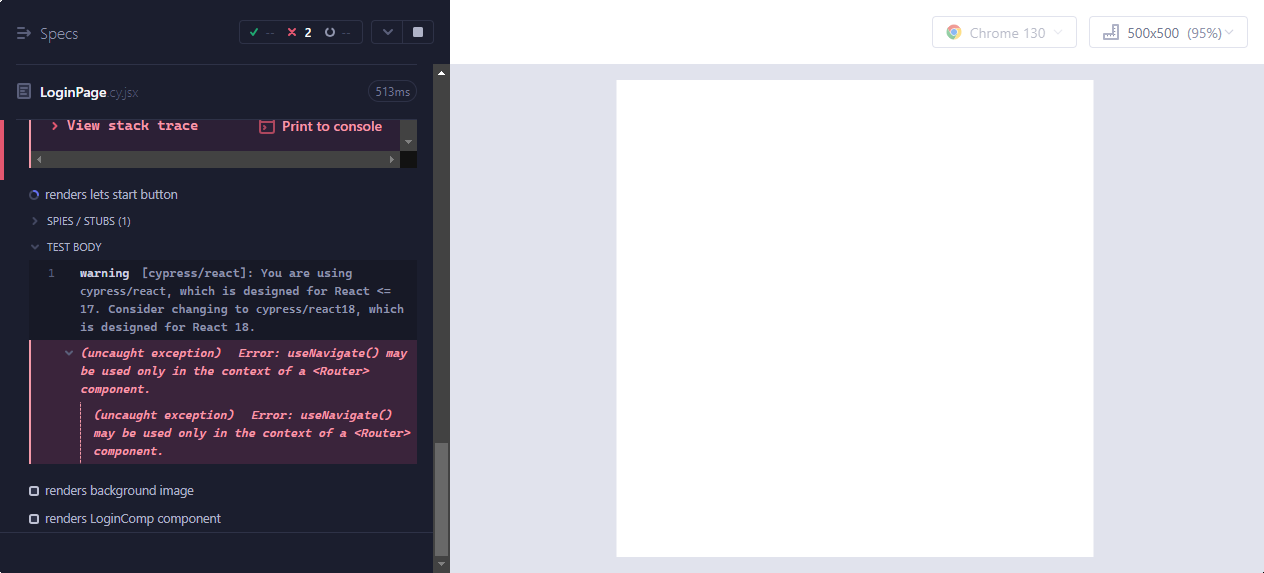 Specs
-- 2 --
Chrome 130
500x500 (95%)
LoginPage.cy.jsx
513ms
View stack trace
Print to console
renders lets start button
SPIES / STUBS (1)
TEST BODY
1 warning [cypress/react]: You are using
cypress/react, which is designed for React <=
17. Consider changing to cypress/react18, which
is designed for React 18.
(uncaught exception) Error: useNavigate() may
be used only in the context of a <Router>
component.
(uncaught exception) Error: useNavigate()
may be used only in the context of a <Router>
component.
renders background image
renders LoginComp component